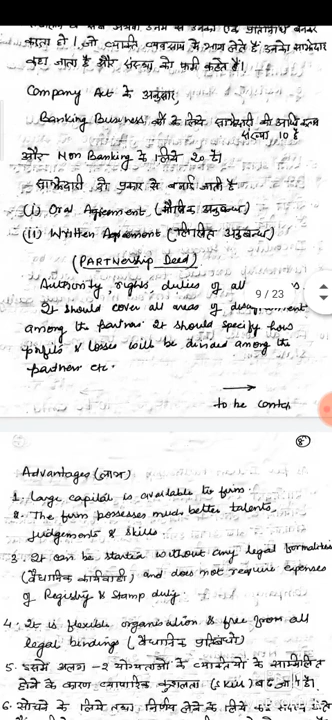 करता हो। जो व्यक्ति व्यवसाय में भाग लेते हैं उनको साझेदार
कहा जाता है और संस्था को फर्म कहते हैं।
Company Act के अनुसार,
Banking Business को के लिये साझेदारी की अधिकतम
संख्या 10 है
और Non Banking के लिये 20 है।
साझेदारी दो प्रकार से बनाई जाती है
(i) Oral Agreement (मौखिक अनुबन्ध)
(ii) Written Agreement (लिखित अनुबन्ध)
(PARTNERSHIP Deed)
Authority, rights, duties of all
9 / 23
It should cover all areas of
among the partner. It should specify how
profits & losses will be divided among the
partners etc.
→
to be contd.
8
Advantages (लाभ)
1. Large capital is available to firm.
2. The firm possesses much better talents,
judgements & skills.
3. It can be started without any legal formalities
(वैधानिक कार्यवाही) and does not require expenses
of Registry & Stamp duty.
4. It is flexible organisation & free from all
legal bindings (वैधानिक
5. इसमें अलग-2 योग्यताओं के व्यक्तियों के सम्मिलित
होने के कारण व्यापारिक कुशलता (skill) बढ़ जाती है।
6. सोचने के लिये तथा निर्णय लेने के लिये